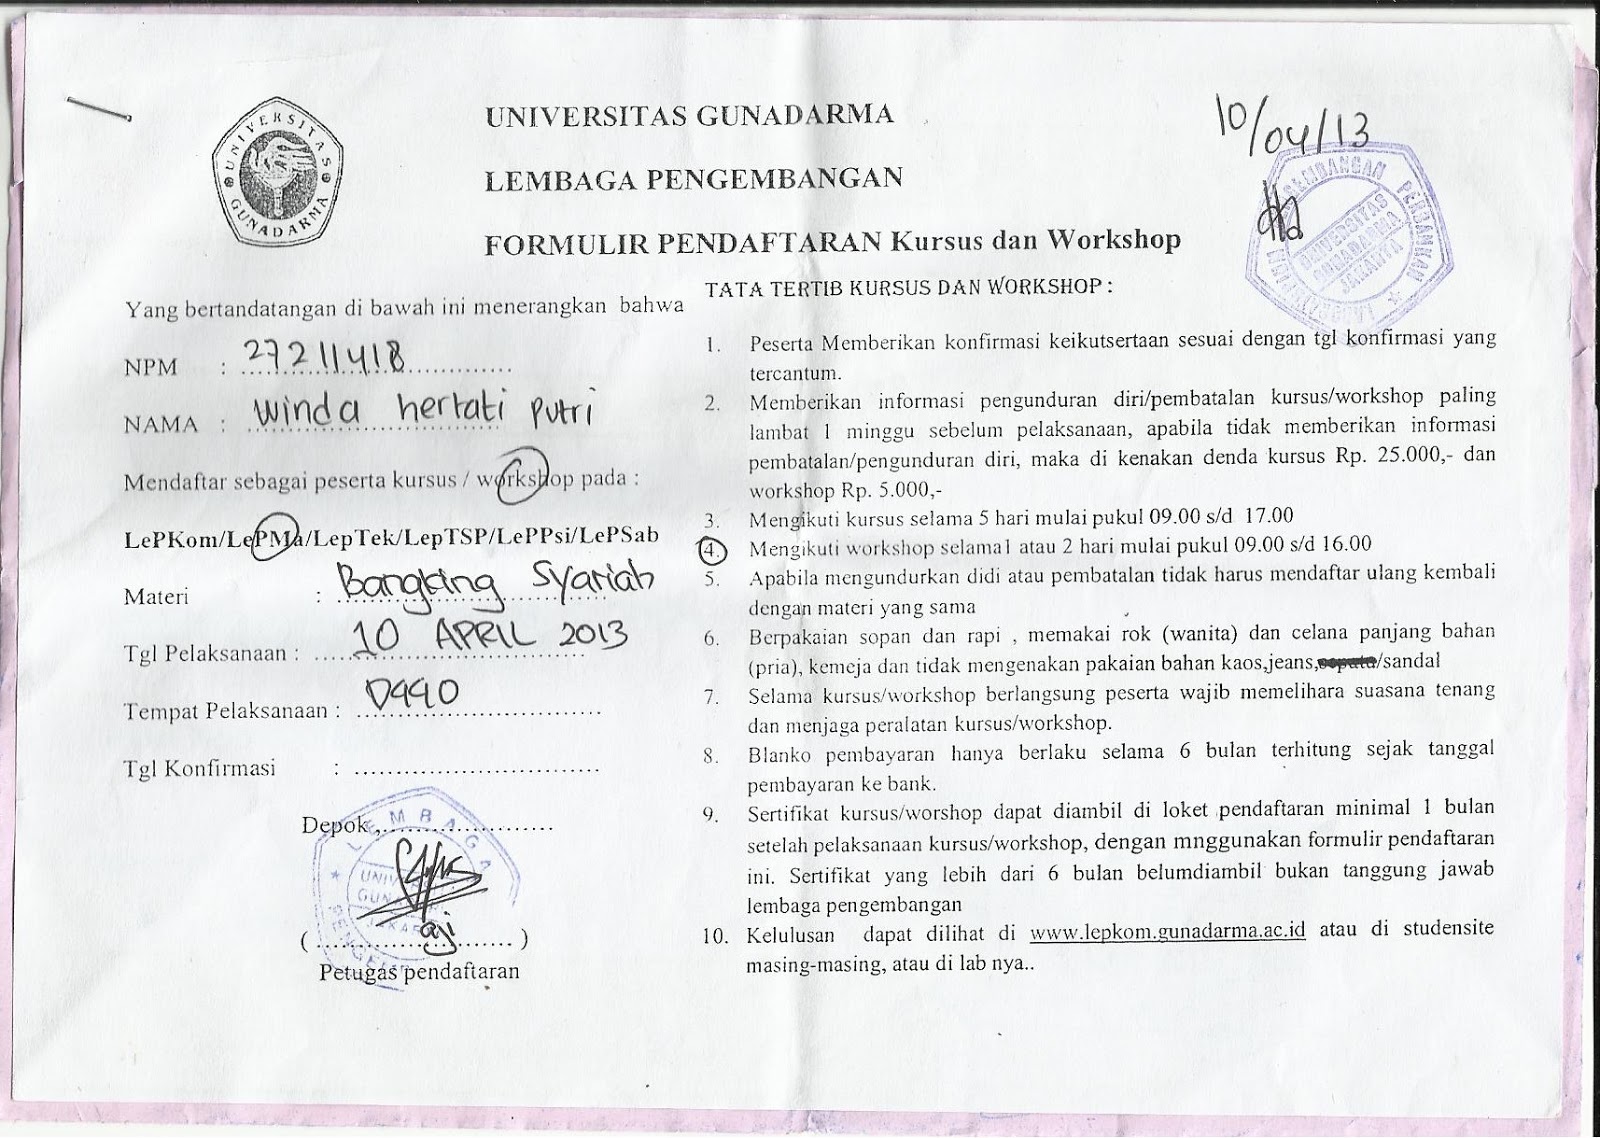 UNIVERSITAS GUNADARMA
UNIVERSITAS GUNADARMA
LEMBAGA PENGEMBANGAN
FORMULIR PENDAFTARAN Kursus dan Workshop
10/04/13
LEMBAGA PENGEMBANGAN
UNIVERSITAS
GUNADARMA
JAKARTA
Yang bertandatangan di bawah ini menerangkan bahwa
NPM : 27211418
NAMA : Winda hertati putri
Mendaftar sebagai peserta kursus / workshop pada :
LePKom/LePMa/LepTek/LepTSP/LePPsi/LePSab
Materi : Bangking Syariah
Tgl Pelaksanaan : 10 APRIL 2013
Tempat Pelaksanaan : D440
Tgl Konfirmasi : ..............................
Depok ,........................
LEMBAGA
(........aji........)
Petugas pendaftaran
TATA TERTIB KURSUS DAN WORKSHOP :
1. Peserta Memberikan konfirmasi keikutsertaan sesuai dengan tgl konfirmasi yang
tercantum.
2. Memberikan informasi pengunduran diri/pembatalan kursus/workshop paling
lambat 1 minggu sebelum pelaksanaan, apabila tidak memberikan informasi
pembatalan/pengunduran diri, maka di kenakan denda kursus Rp. 25.000,- dan
workshop Rp. 5.000,-
3. Mengikuti kursus selama 5 hari mulai pukul 09.00 s/d 17.00
4. Mengikuti workshop selama1 atau 2 hari mulai pukul 09.00 s/d 16.00
5. Apabila mengundurkan didi atau pembatalan tidak harus mendaftar ulang kembali
dengan materi yang sama
6. Berpakaian sopan dan rapi , memakai rok (wanita) dan celana panjang bahan
(pria), kemeja dan tidak mengenakan pakaian bahan kaos,jeans,/sandal
7. Selama kursus/workshop berlangsung peserta wajib memelihara suasana tenang
dan menjaga peralatan kursus/workshop.
8. Blanko pembayaran hanya berlaku selama 6 bulan terhitung sejak tanggal
pembayaran ke bank.
9. Sertifikat kursus/worshop dapat diambil di loket pendaftaran minimal 1 bulan
setelah pelaksanaan kursus/workshop, dengan mnggunakan formulir pendaftaran
ini. Sertifikat yang lebih dari 6 bulan belumdiambil bukan tanggung jawab
lembaga pengembangan
10. Kelulusan dapat dilihat di www.lepkom.gunadarma.ac.id atau di studensite
masing-masing, atau di lab nya..